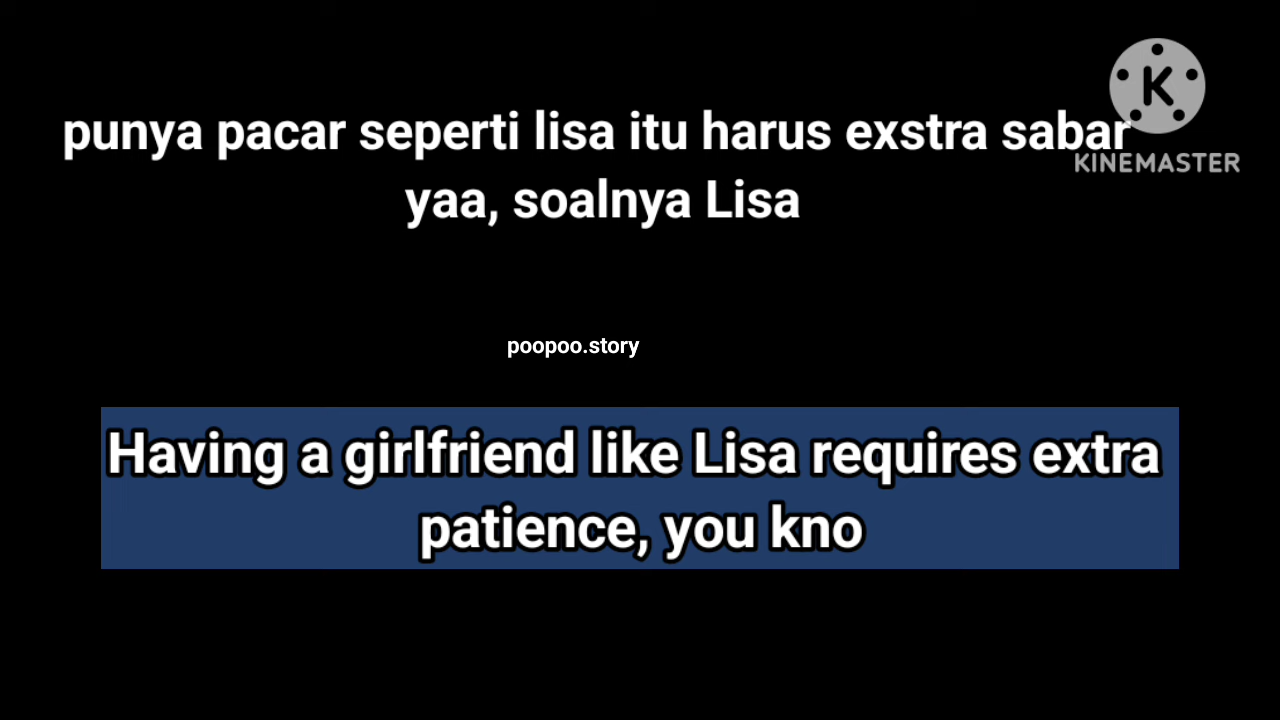 punya pacar seperti lisa itu harus exstra sabar
yaa, soalnya Lisa
KINEMASTER
poopoo.story
Having a girlfriend like Lisa requires extra
patience, you kno